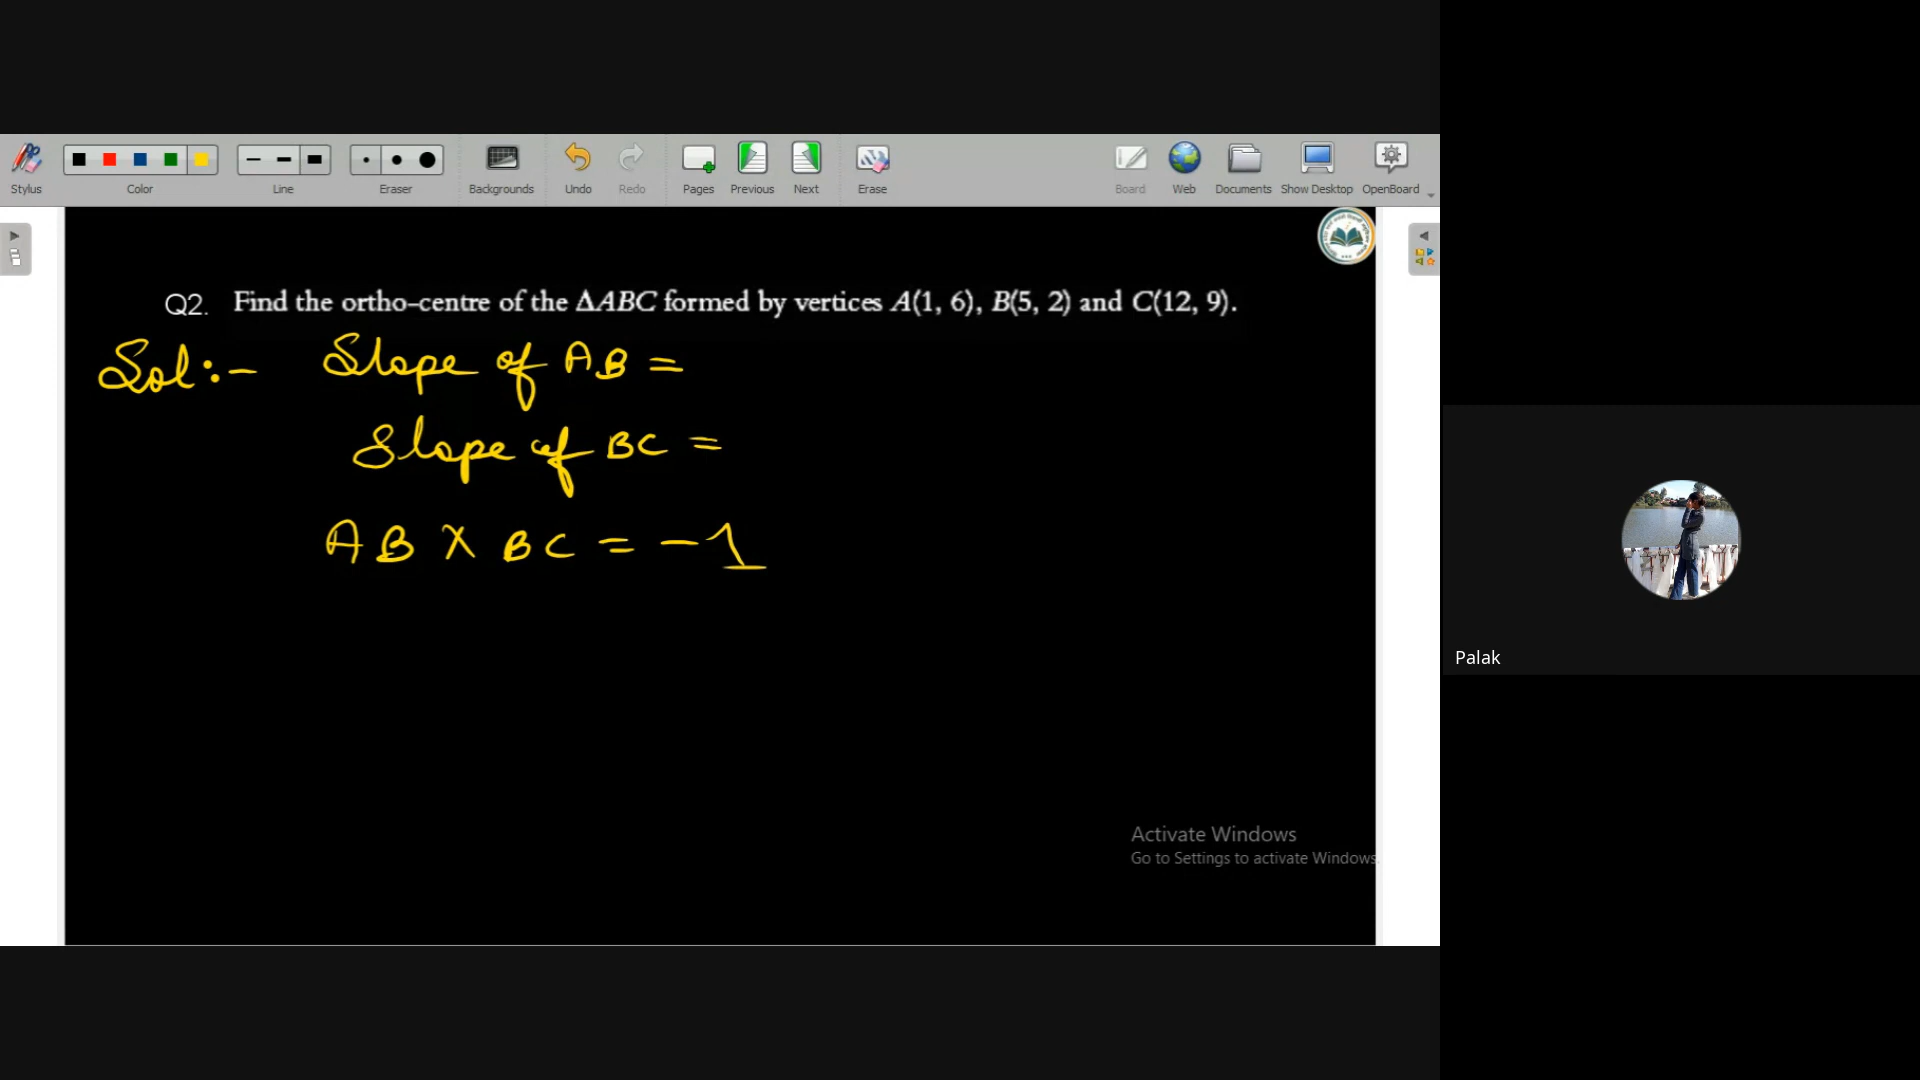 Stylus
Color
Line
Eraser
Backgrounds
Undo
Redo
Pages
Previous
Next
Erase
Board
Web
Documents
Show Desktop
OpenBoard
Q2. Find the ortho-centre of the ΔABC formed by vertices A(1, 6), B(5, 2) and C(12, 9).
Sol:- Slope of AB =
Slope of BC =
AB X BC = -1
Palak
Activate Windows
Go to Settings to activate Windows.